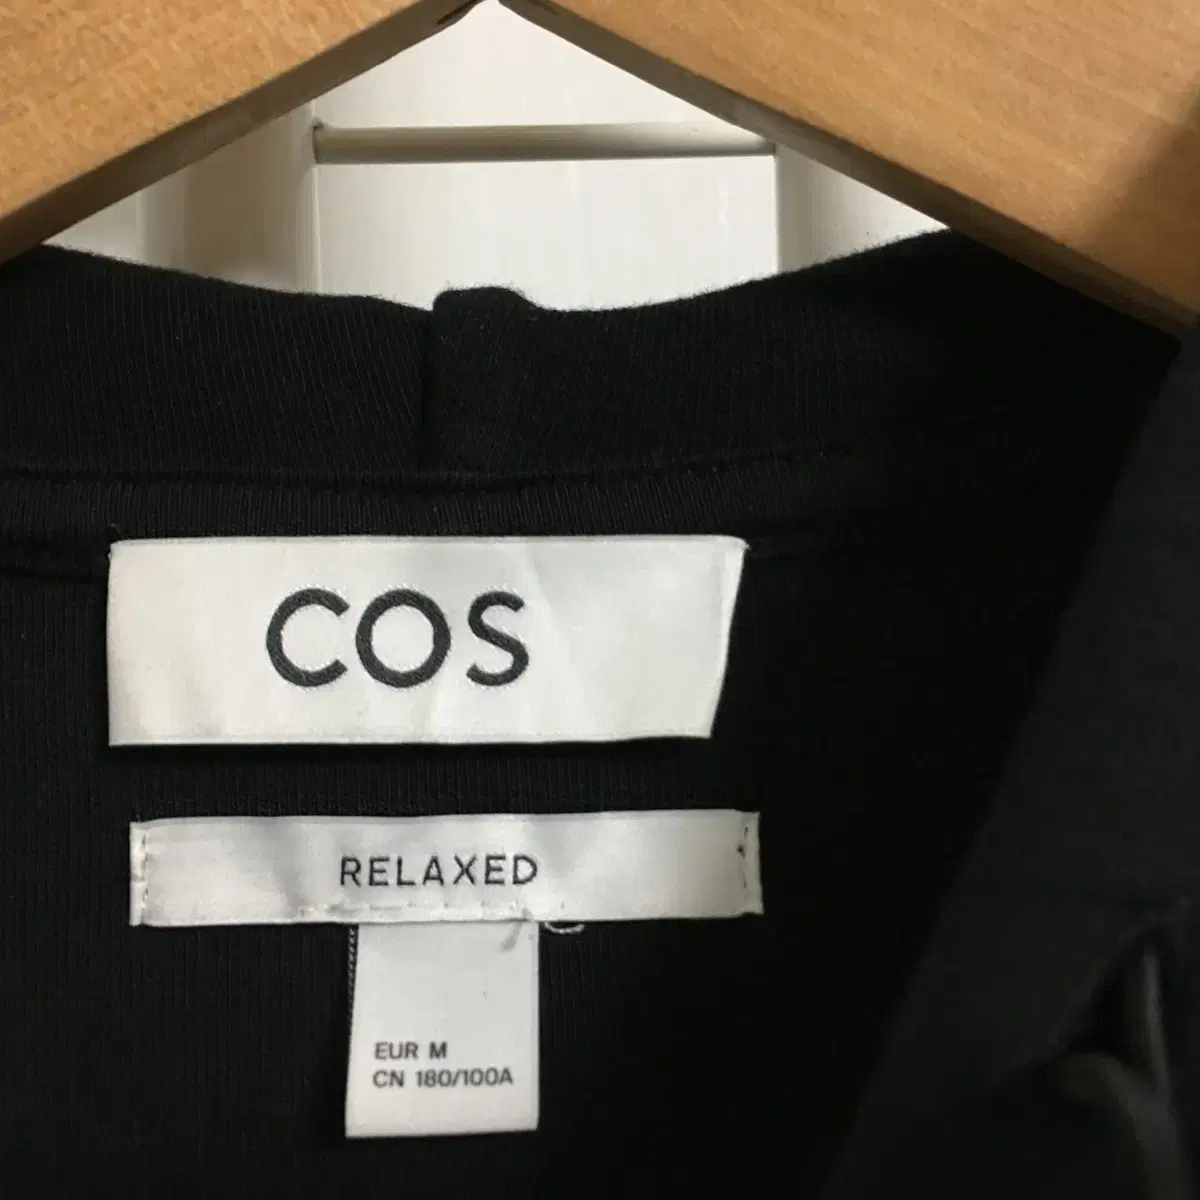 COS
RELAXED
EUR M
CN 180/100A